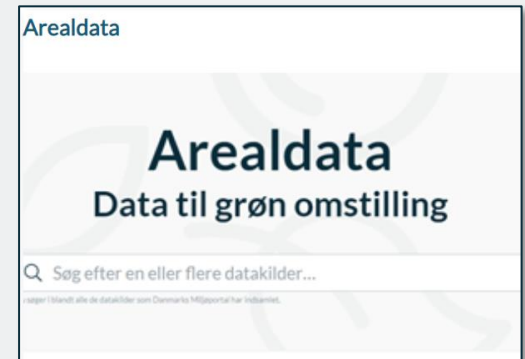 Arealdata
Arealdata
Data til grøn omstilling
Søg efter en eller flere datakilder...
søger i blandt alle de datakilder som Danmarks Miljøportal har indsamlet.